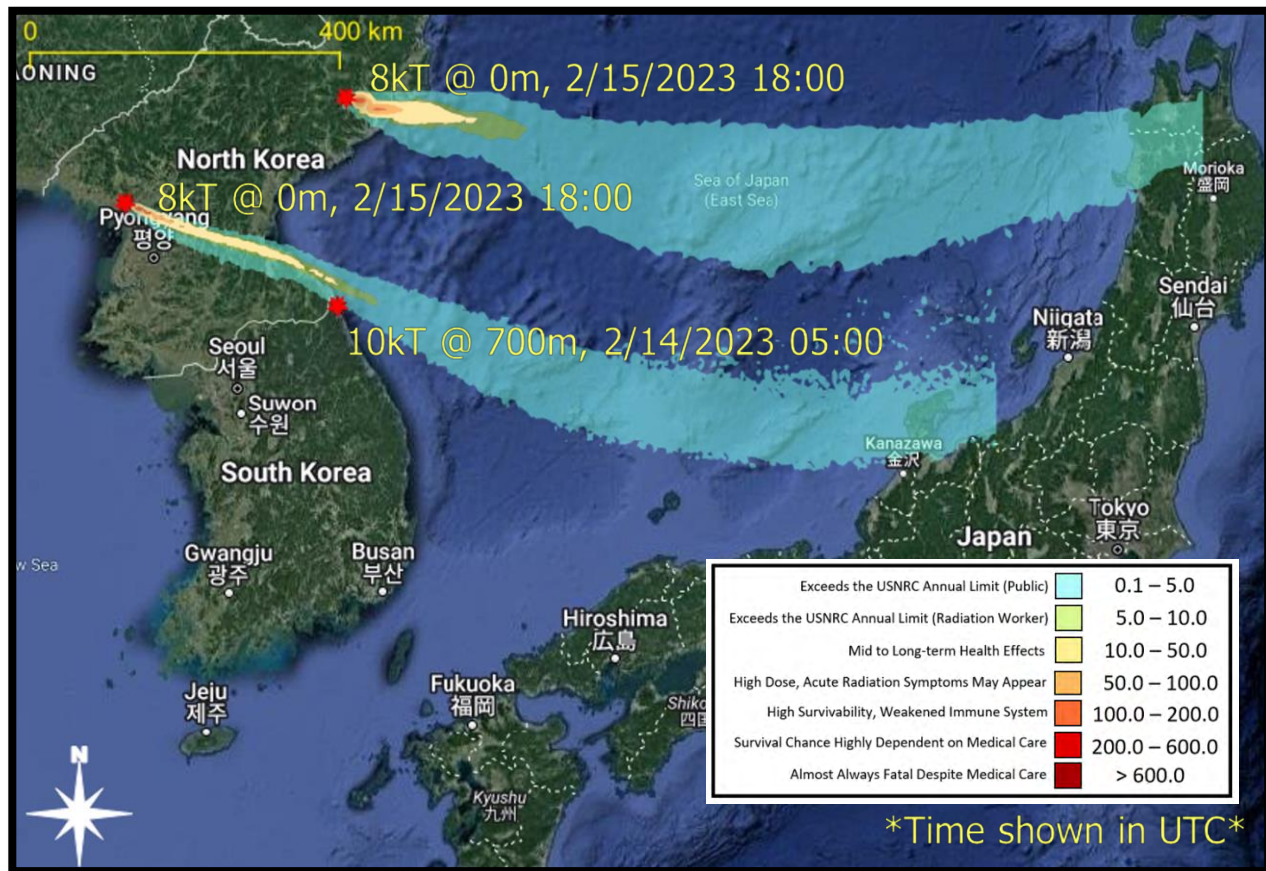 0 400 km
AONING
8kT @ 0m, 2/15/2023 18:00
North Korea
Sea of Japan
(East Sea)
Morioka
盛岡
8kT @ 0m, 2/15/2023 18:00
Pyongyang
평양
Sendai
仙台
Niigata
新潟
10kT @ 700m, 2/14/2023 05:00
Seoul
서울
Suwon
수원
Kanazawa
金沢
South Korea
Tokyo
東京
Japan
Gwangju
광주
Busan
부산
w Sea
Hiroshima
広島
Fukuoka
福岡
Shiko
四国
Jeju
제주
Kyushu
九州
N
Exceeds the USNRC Annual Limit (Public) 0.1 – 5.0
Exceeds the USNRC Annual Limit (Radiation Worker) 5.0 – 10.0
Mid to Long-term Health Effects 10.0 – 50.0
High Dose, Acute Radiation Symptoms May Appear 50.0 – 100.0
High Survivability, Weakened Immune System 100.0 – 200.0
Survival Chance Highly Dependent on Medical Care 200.0 – 600.0
Almost Always Fatal Despite Medical Care > 600.0
*Time shown in UTC*